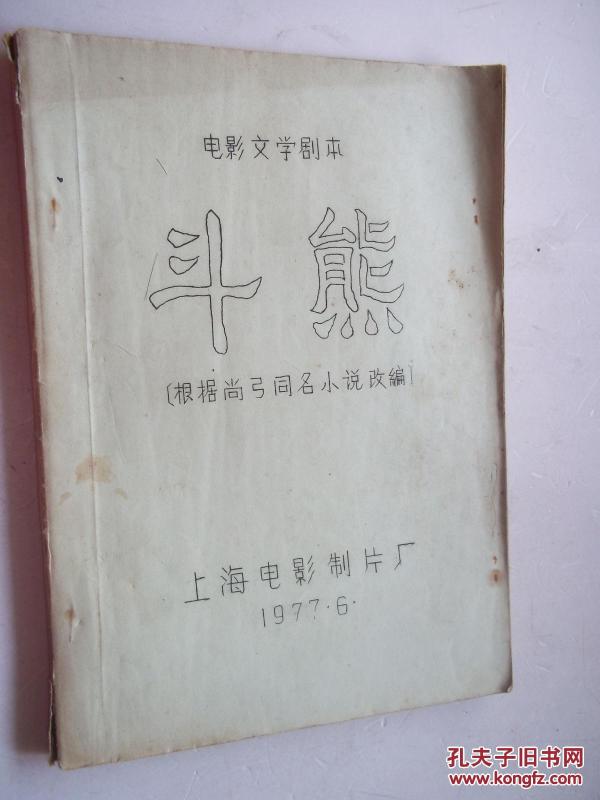 电影文学剧本
斗熊
〔根据尚弓同名小说改編〕
上海电影制片厂
1977.6.
孔夫子旧书网
www.kongfz.com